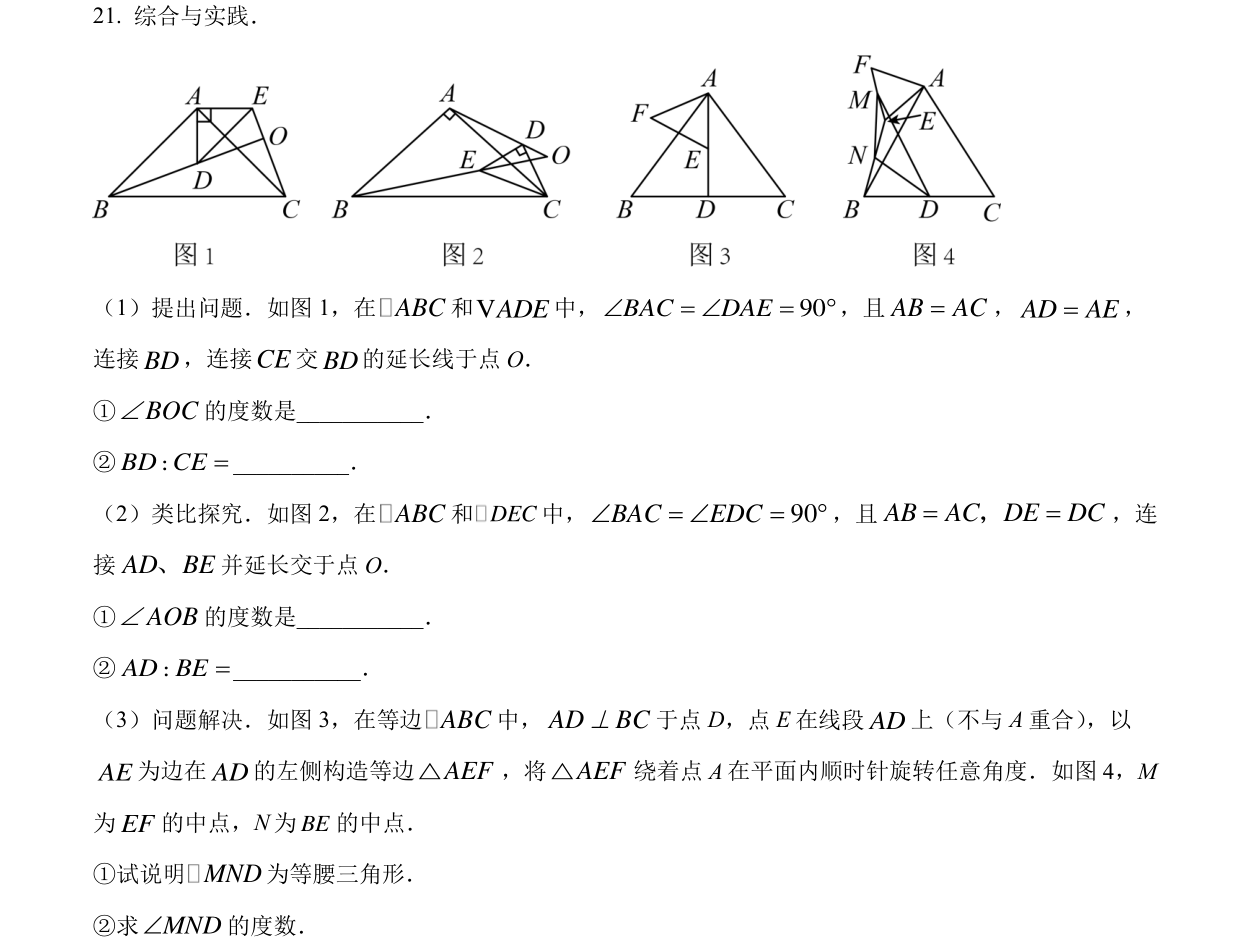 21. 综合与实践.
A E O D B C
A D E O B C
A F E B D C
F A M E N B D C
图 1 图 2 图 3 图 4
（1）提出问题．如图 1，在□ABC 和VADE 中，∠BAC = ∠DAE = 90°，且 AB = AC，AD = AE，
连接 BD，连接 CE 交 BD 的延长线于点 O．
①∠BOC 的度数是___________．
②BD : CE = __________．
（2）类比探究．如图 2，在□ABC 和□DEC 中，∠BAC = ∠EDC = 90°，且 AB = AC，DE = DC，连
接 AD、BE 并延长交于点 O．
①∠AOB 的度数是___________．
②AD : BE = ___________．
（3）问题解决．如图 3，在等边□ABC 中，AD ⊥ BC 于点 D，点 E 在线段 AD 上（不与 A 重合），以
AE 为边在 AD 的左侧构造等边△AEF，将△AEF 绕着点 A 在平面内顺时针旋转任意角度．如图 4，M
为 EF 的中点，N 为 BE 的中点．
①试说明□MND 为等腰三角形．
②求∠MND 的度数．